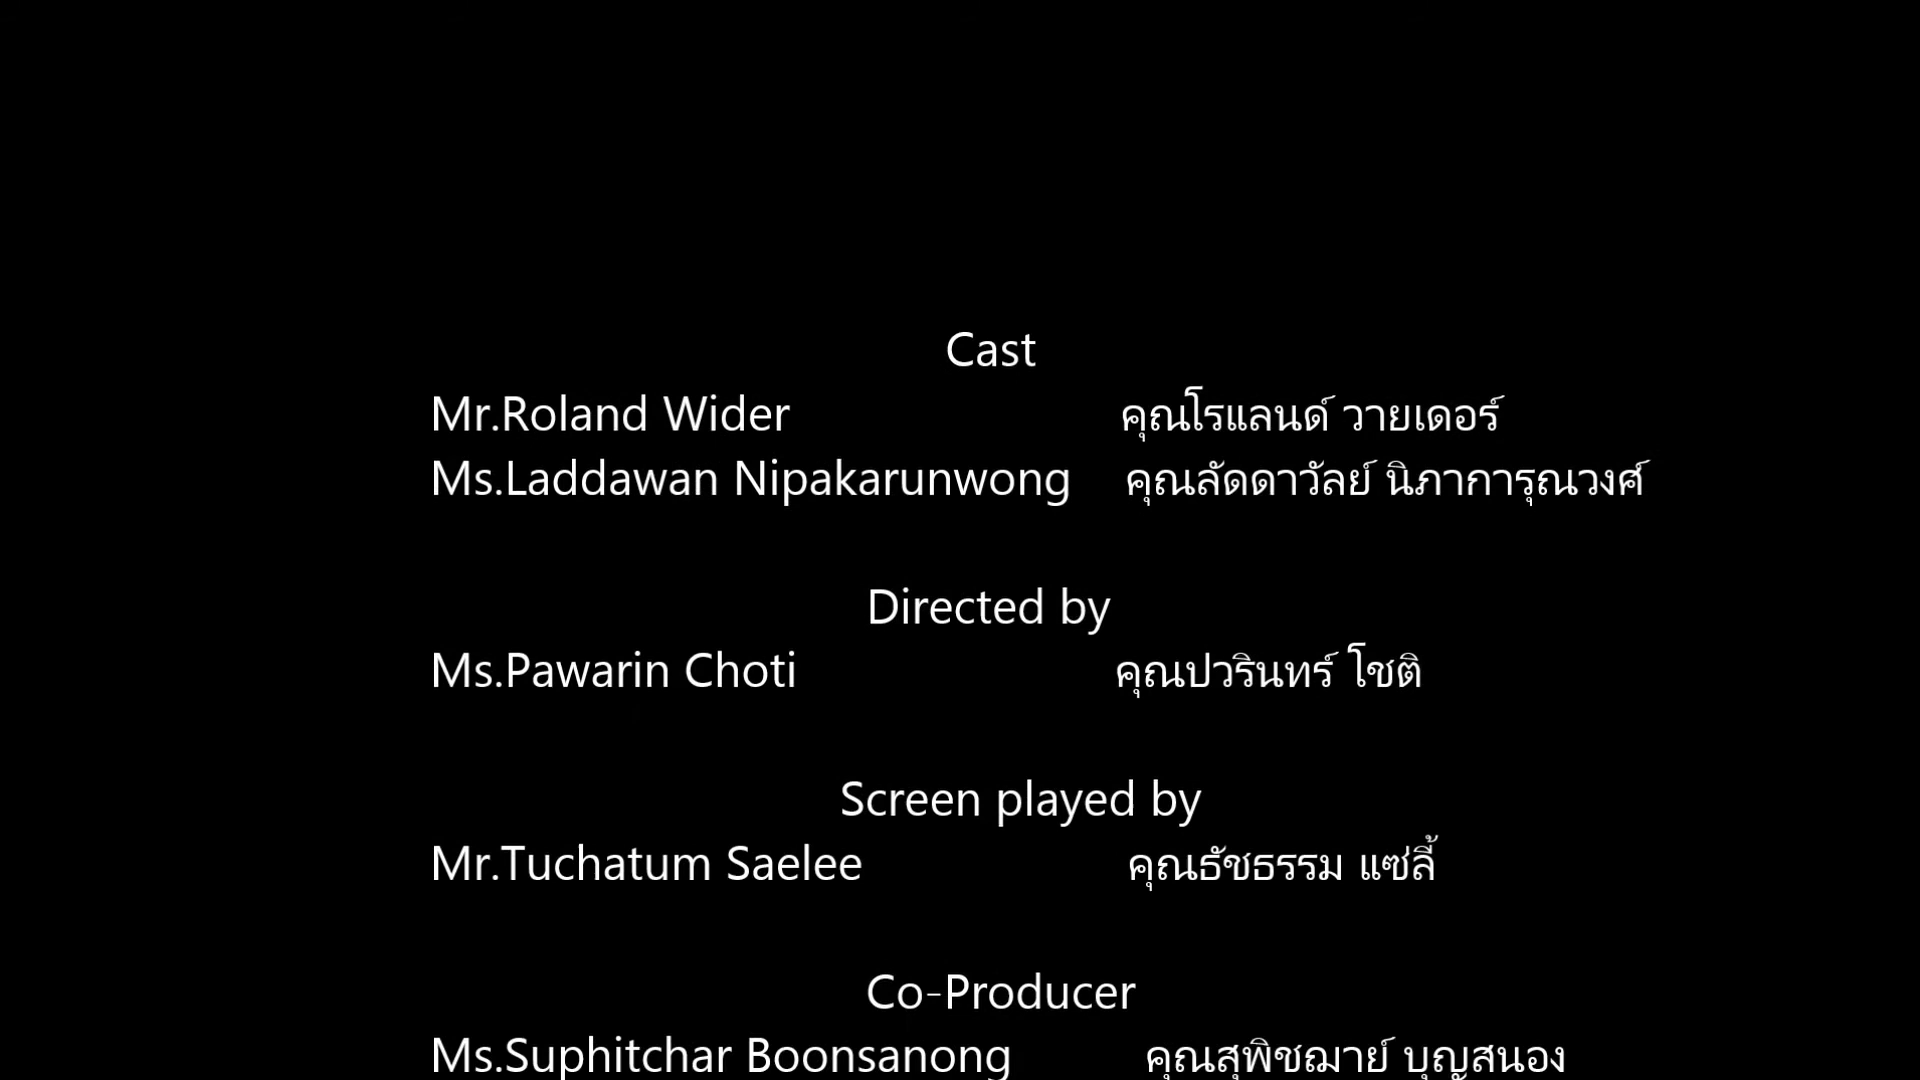 Cast
Mr.Roland Wider คุณโรแลนด์ วายเดอร์
Ms.Laddawan Nipakarunwong คุณลัดดาวัลย์ นิภาการุณวงศ์
Directed by
Ms.Pawarin Choti คุณปวรินทร์ โชติ
Screen played by
Mr.Tuchatum Saelee คุณธัชธรรม แซ่ลี้
Co-Producer
Ms.Suphitchar Boonsanong คุณสุพิชฌาย์ บุญสนอง